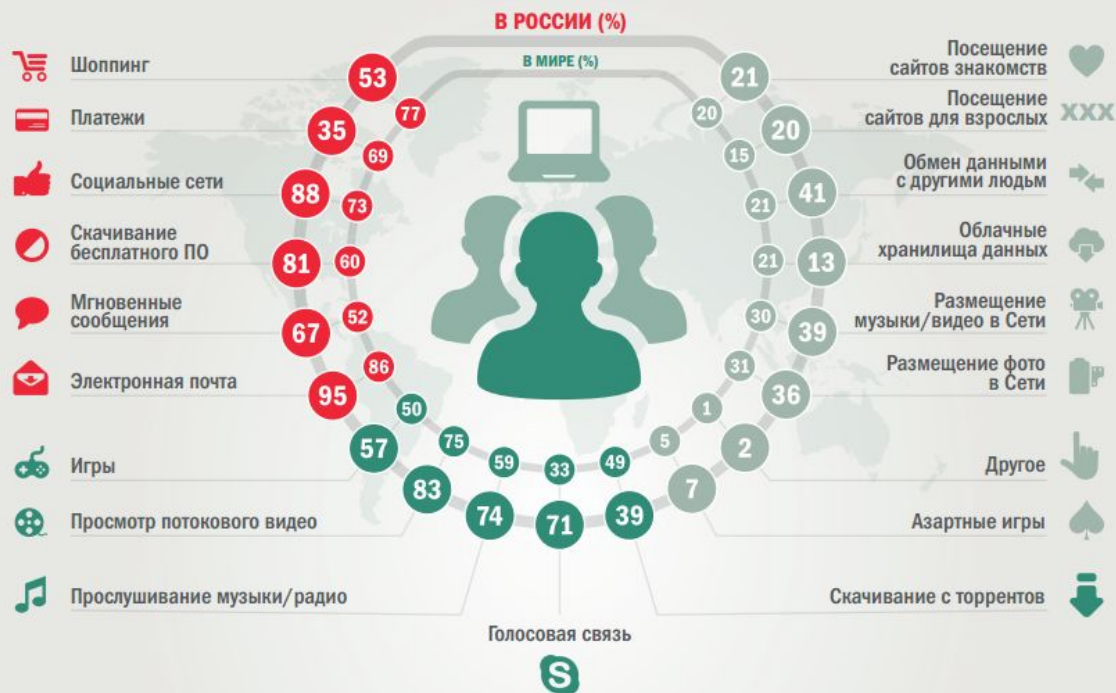 В РОССИИ (%)
В МИРЕ (%)
Шоппинг
53
77
Платежи
35
69
Социальные сети
88
73
Скачивание
бесплатного ПО
81
60
Мгновенные
сообщения
67
52
Электронная почта
95
86
Игры
57
50
Просмотр потокового видео
83
75
Прослушивание музыки/радио
74
59
Голосовая связь
71
33
S
Посещение
сайтов знакомств
21
20
Посещение
сайтов для взрослых
XXX
20
15
Обмен данными
с другими людьм
41
21
Облачные
хранилища данных
13
21
Размещение
музыки/видео в Сети
39
30
Размещение фото
в Сети
36
31
Другое
2
1
Азартные игры
7
5
Скачивание с торрентов
39
49